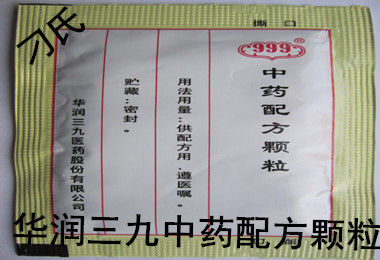 刁氏
撕 口
999
中药配方颗粒
用法用量:供配方用,遵医嘱。
贮藏:密封。
华润三九医药股份有限公司
华润三九中药配方颗粒